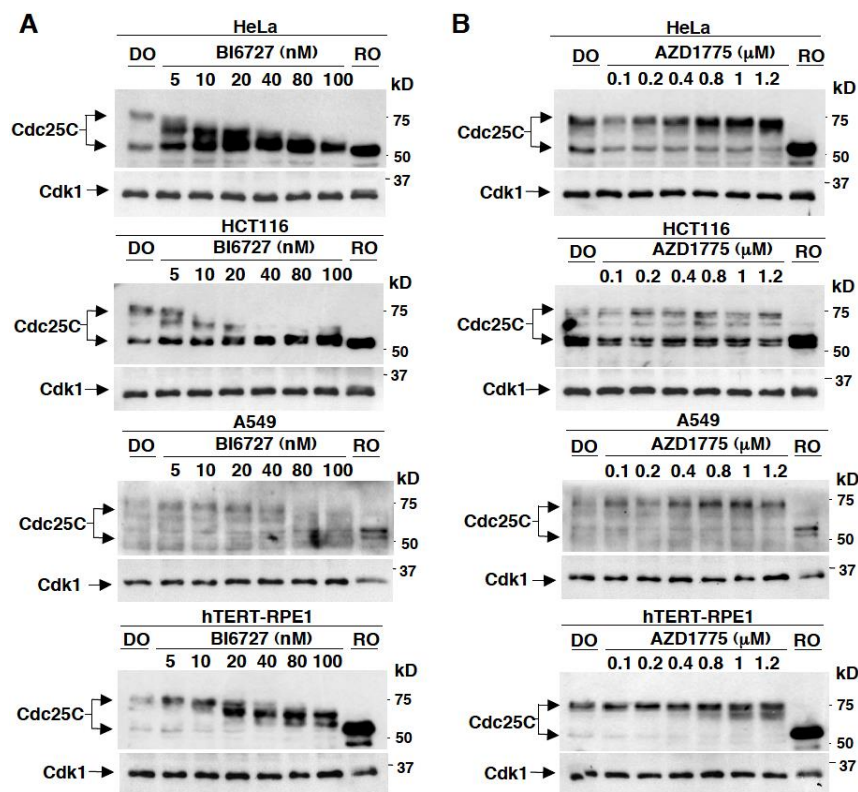 A
HeLa
DO BI6727 (nM) RO
5 10 20 40 80 100
kD
Cdc25C
75
50
Cdk1
37
HCT116
DO BI6727 (nM) RO
5 10 20 40 80 100
kD
Cdc25C
75
50
Cdk1
37
A549
DO BI6727 (nM) RO
5 10 20 40 80 100
kD
Cdc25C
75
50
Cdk1
37
hTERT-RPE1
DO BI6727 (nM) RO
5 10 20 40 80 100
kD
Cdc25C
75
50
Cdk1
37
B
HeLa
DO AZD1775 (μM) RO
0.1 0.2 0.4 0.8 1 1.2
kD
Cdc25C
75
50
Cdk1
37
HCT116
DO AZD1775 (μM) RO
0.1 0.2 0.4 0.8 1 1.2
kD
Cdc25C
75
50
Cdk1
37
A549
DO AZD1775 (μM) RO
0.1 0.2 0.4 0.8 1 1.2
kD
Cdc25C
75
50
Cdk1
37
hTERT-RPE1
DO AZD1775 (μM) RO
0.1 0.2 0.4 0.8 1 1.2
kD
Cdc25C
75
50
Cdk1
37